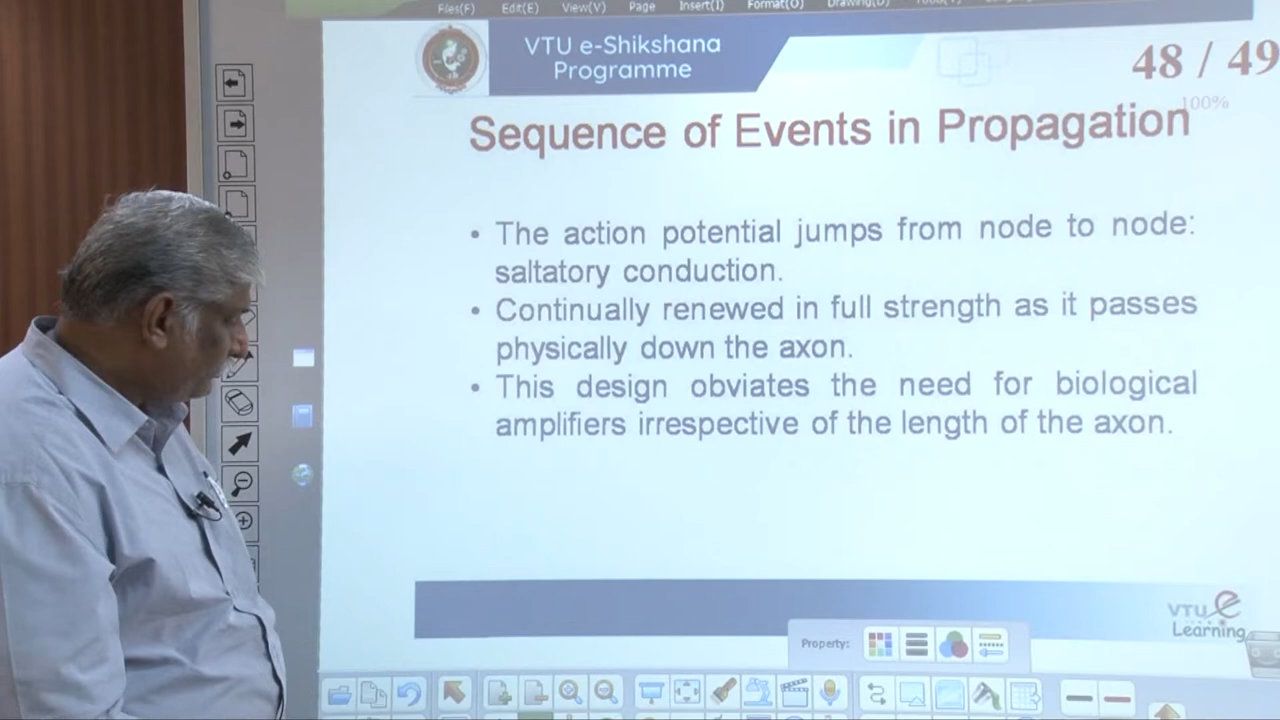 Files(F) Edit(E) View(V) Page Insert(I) Format(O) Drawing(D)
VTU e-Shikshana
Programme
48 / 49
100%
Sequence of Events in Propagation
• The action potential jumps from node to node:
saltatory conduction.
• Continually renewed in full strength as it passes
physically down the axon.
• This design obviates the need for biological
amplifiers irrespective of the length of the axon.
VTU e
Learning
Property: